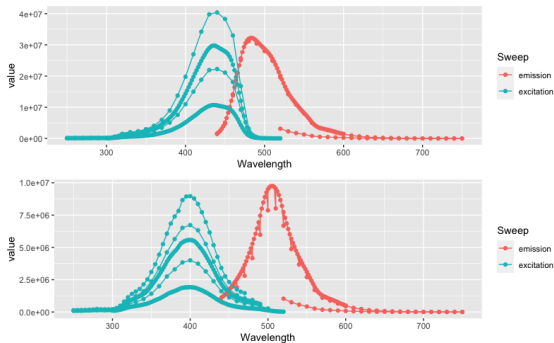 4e+07
3e+07
2e+07
1e+07
0e+00
value
300
400
500
600
700
Wavelength
Sweep
emission
excitation
1.0e+07
7.5e+06
5.0e+06
2.5e+06
0.0e+00
value
300
400
500
600
700
Wavelength
Sweep
emission
excitation